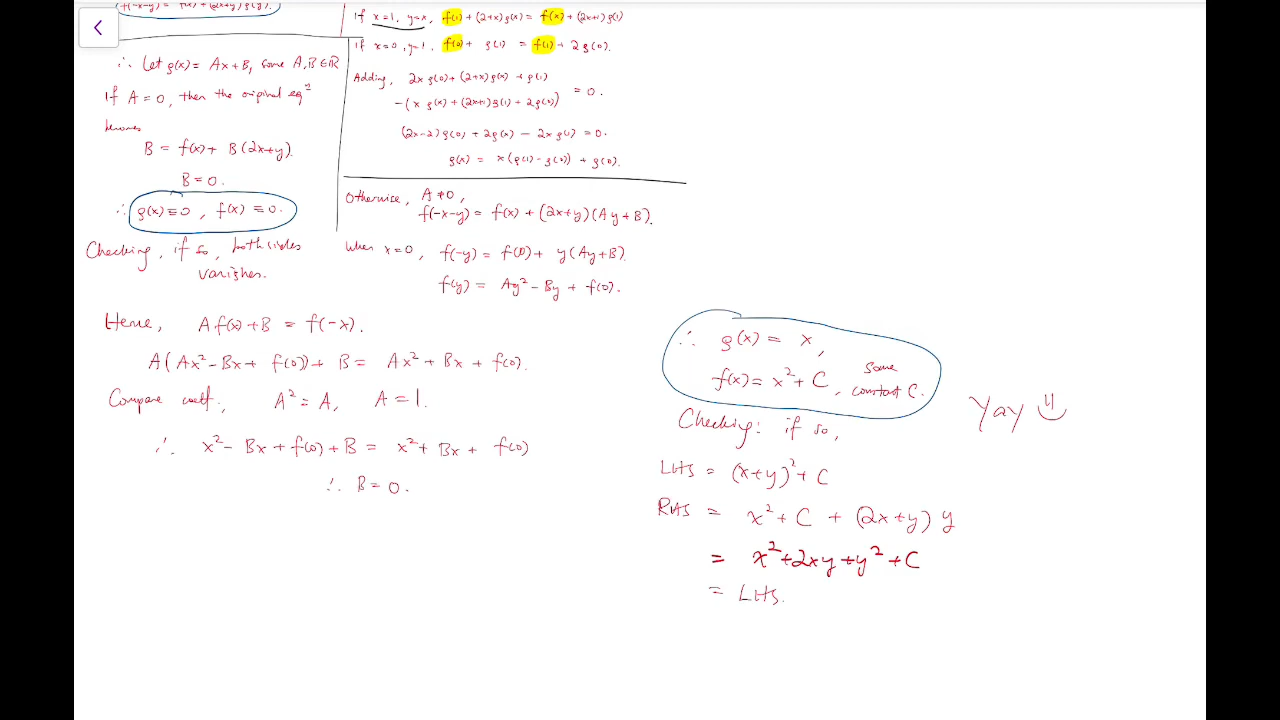 f(-x-y) = f(x) + (2x+y) g(y).
∴ Let g(x) = Ax + B, some A, B ∈ ℝ
If A = 0, then the original eqⁿ
becomes
B = f(x) + B(2x+y).
B = 0.
∴ g(x) ≡ 0, f(x) ≡ 0.
Checking, if so, both sides
vanishes.
If x=1, y=x, f(1) + (2+x) g(x) = f(x) + (2x+1) g(1)
If x=0, y=1, f(0) + g(1) = f(1) + 2g(0).
Adding, 2x g(0) + (2+x) g(x) + g(1)
-(x g(x) + (2x+1) g(1) + 2g(0)) = 0.
(2x-2) g(0) + 2g(x) - 2x g(1) = 0.
g(x) = x(g(1) - g(0)) + g(0).
Otherwise, A ≠ 0,
f(-x-y) = f(x) + (2x+y)(Ay+B).
When x=0, f(-y) = f(0) + y(Ay+B).
f(y) = Ay² - By + f(0).
Hence, A f(x) + B = f(-x).
A(Ax² - Bx + f(0)) + B = Ax² + Bx + f(0).
Compare coeff, A² = A, A = 1.
∴ x² - Bx + f(0) + B = x² + Bx + f(0)
∴ B = 0.
∴ g(x) = x,
f(x) = x² + C, some constant C.
Yay
Checking: if so,
LHS = (x+y)² + C
RHS = x² + C + (2x+y) y
= x² + 2xy + y² + C
= LHS.